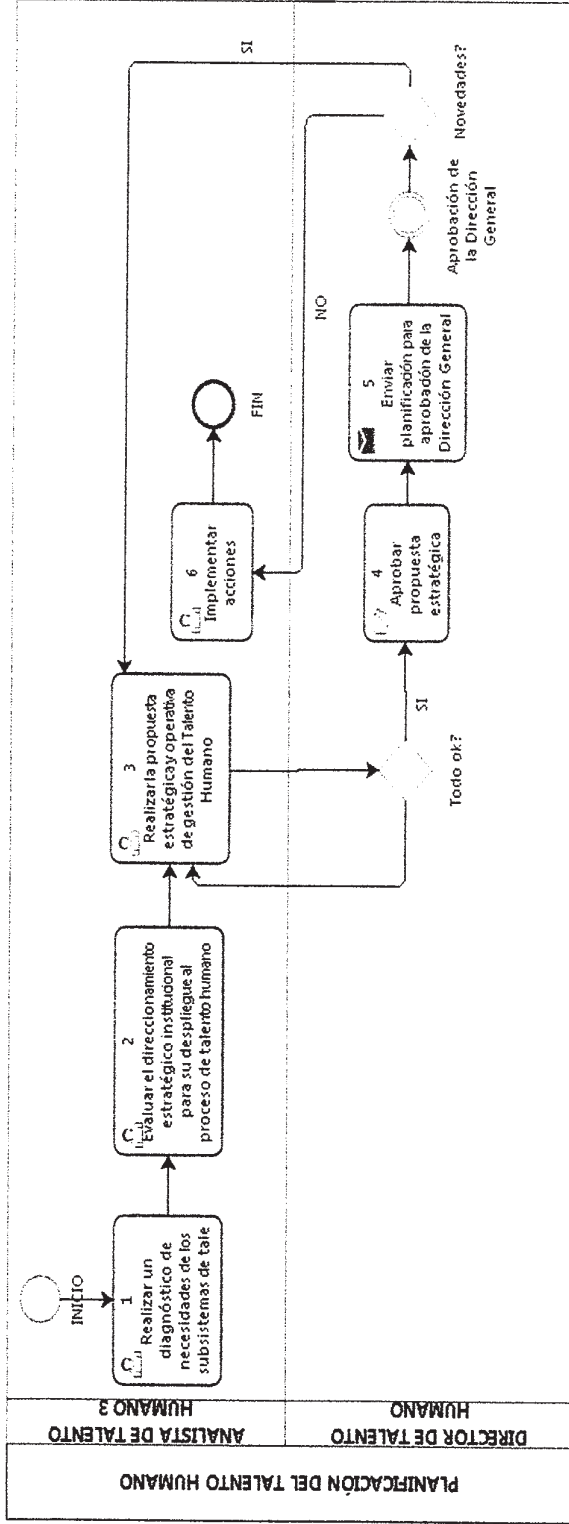 PLANIFICACIÓN DEL TALENTO HUMANO
ANALISTA DE TALENTO
HUMANO 3
DIRECTOR DE TALENTO
HUMANO
INICIO
1
Realizar un
diagnóstico de
necesidades de los
subsistemas de tale
2
Evaluar el direccionamiento
estratégico institucional
para su despliegue al
proceso de talento humano
3
Realizar la propuesta
estratégica y operativa
de gestión del Talento
Humano
6
Implementar
acciones
FIN
SI
NO
Todo ok?
SI
4
Aprobar
propuesta
estratégica
5
Enviar
planificación para
aprobación de la
Dirección General
Aprobación de
la Dirección
General
Novedades?